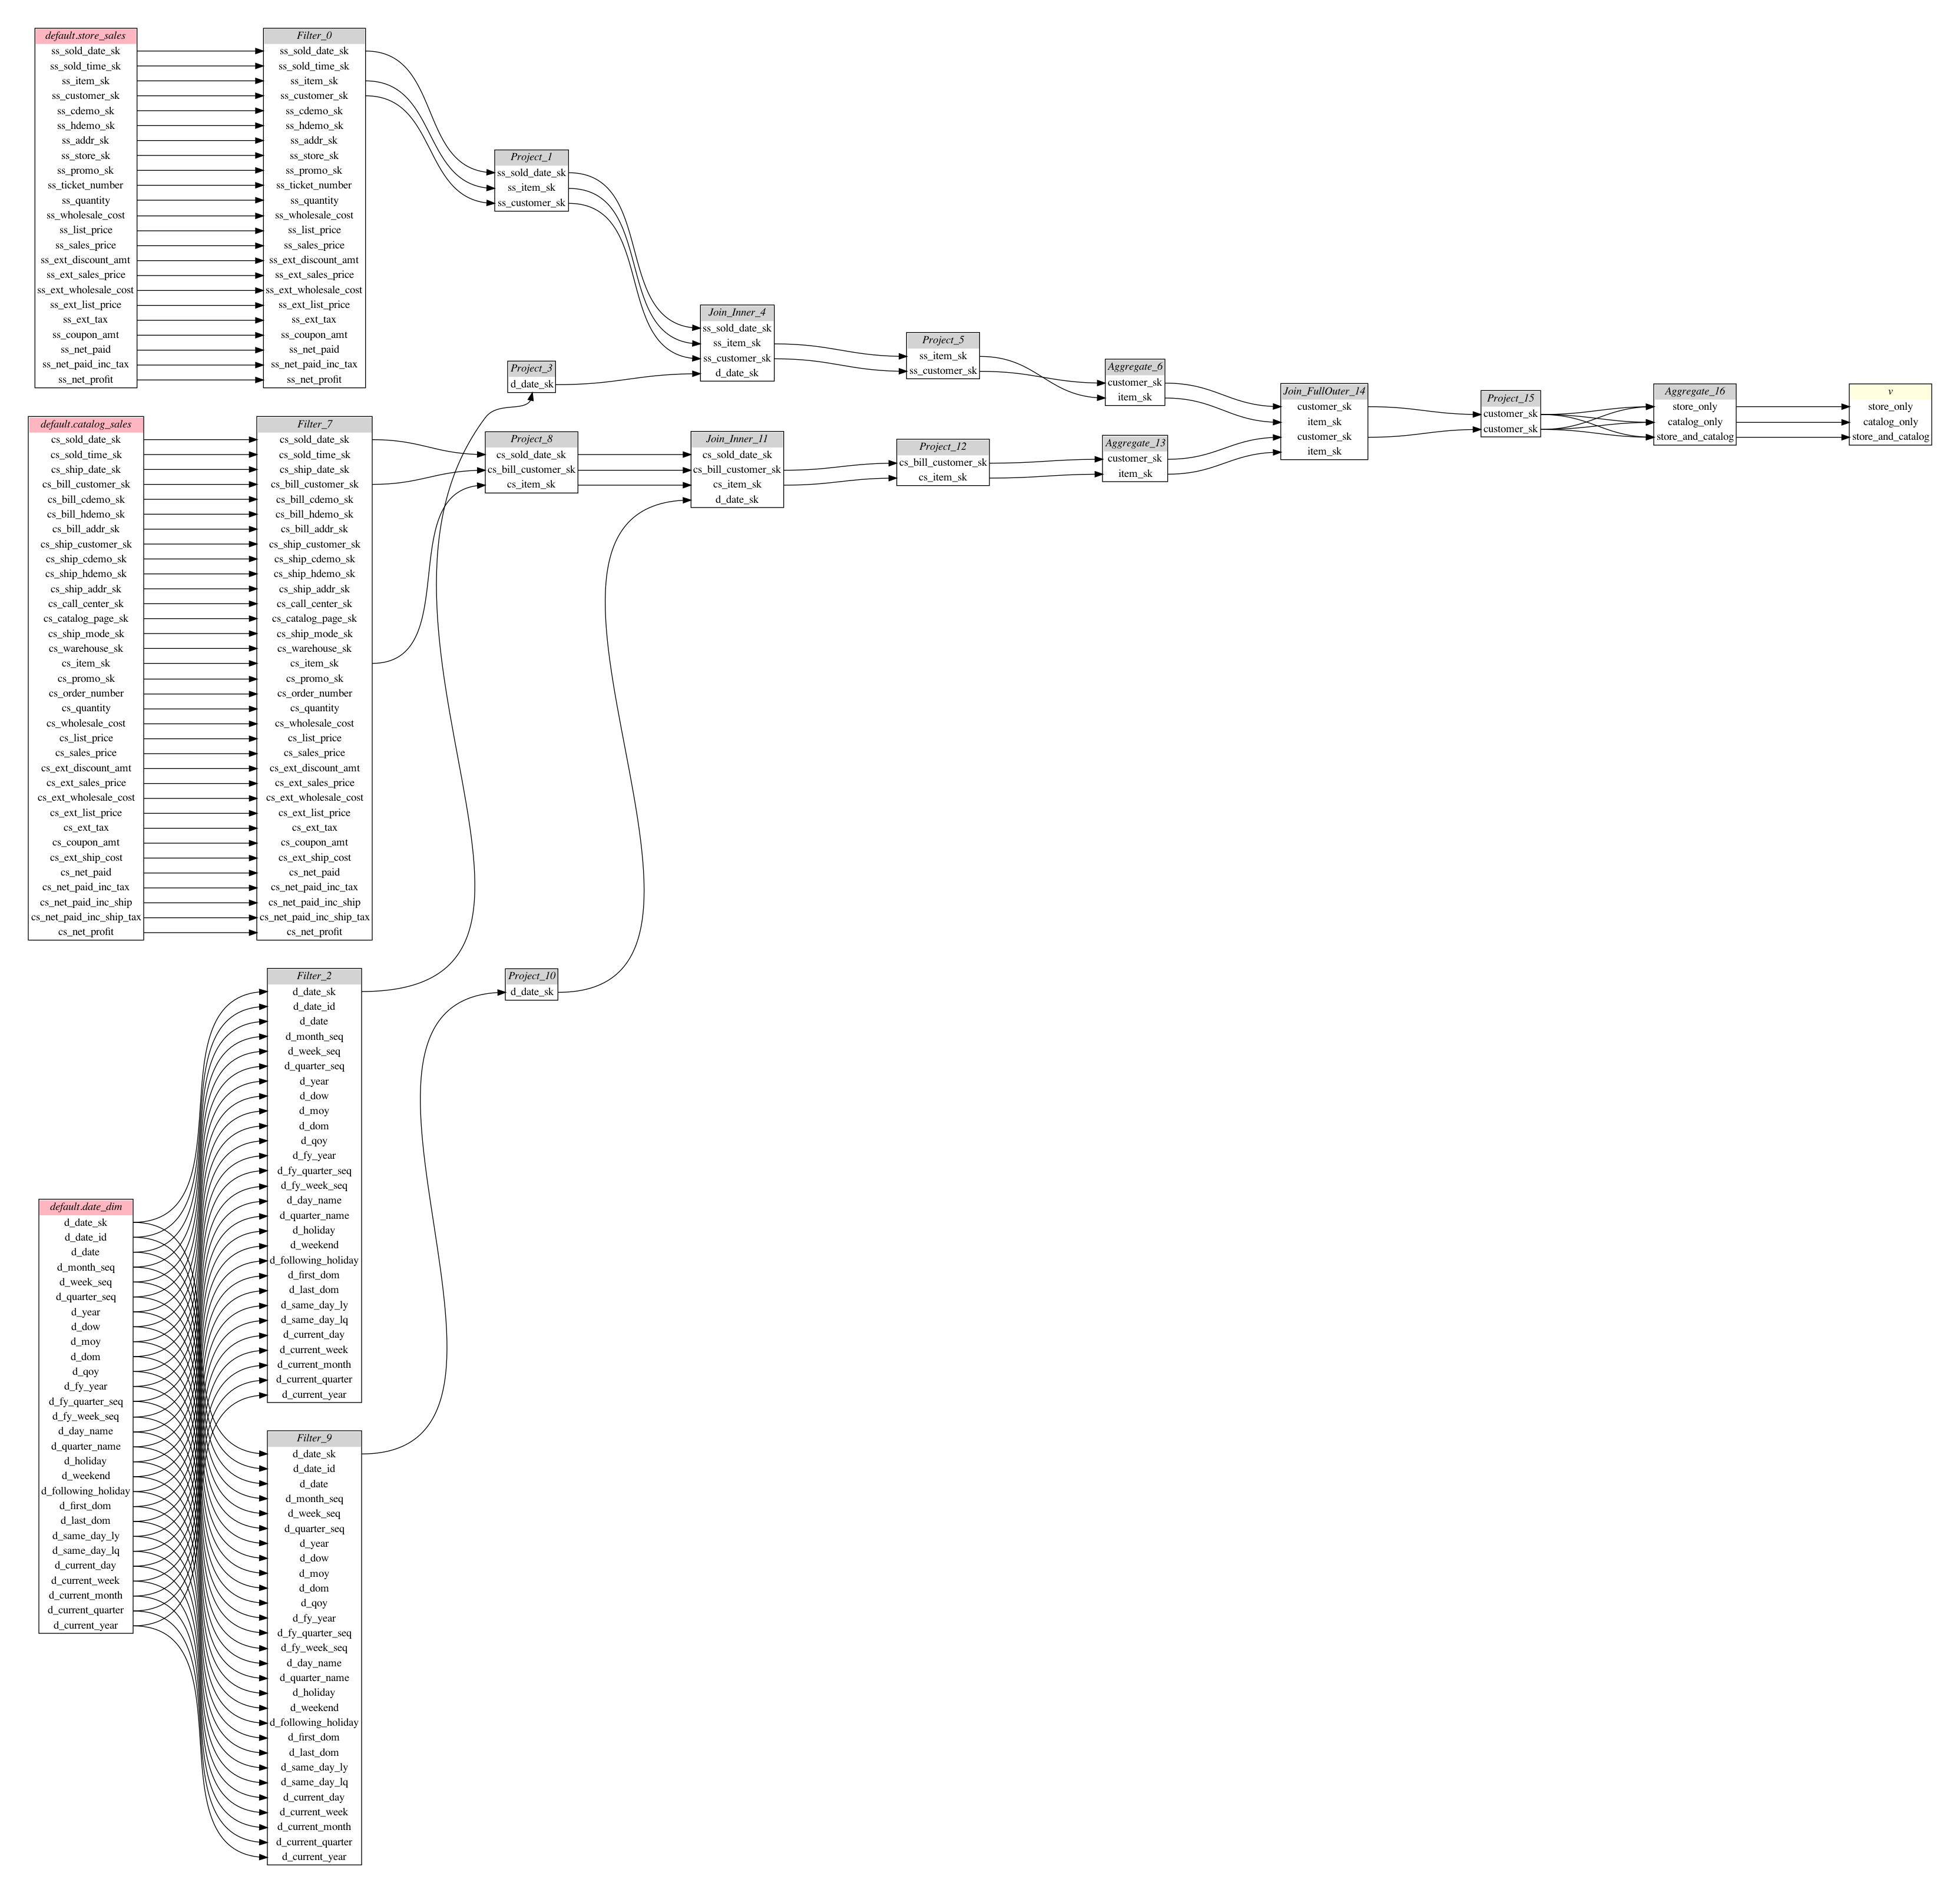 default.store_sales
ss_sold_date_sk
ss_sold_time_sk
ss_item_sk
ss_customer_sk
ss_cdemo_sk
ss_hdemo_sk
ss_addr_sk
ss_store_sk
ss_promo_sk
ss_ticket_number
ss_quantity
ss_wholesale_cost
ss_list_price
ss_sales_price
ss_ext_discount_amt
ss_ext_sales_price
ss_ext_wholesale_cost
ss_ext_list_price
ss_ext_tax
ss_coupon_amt
ss_net_paid
ss_net_paid_inc_tax
ss_net_profit
Filter_0
ss_sold_date_sk
ss_sold_time_sk
ss_item_sk
ss_customer_sk
ss_cdemo_sk
ss_hdemo_sk
ss_addr_sk
ss_store_sk
ss_promo_sk
ss_ticket_number
ss_quantity
ss_wholesale_cost
ss_list_price
ss_sales_price
ss_ext_discount_amt
ss_ext_sales_price
ss_ext_wholesale_cost
ss_ext_list_price
ss_ext_tax
ss_coupon_amt
ss_net_paid
ss_net_paid_inc_tax
ss_net_profit
Project_1
ss_sold_date_sk
ss_item_sk
ss_customer_sk
Project_3
d_date_sk
Join_Inner_4
ss_sold_date_sk
ss_item_sk
ss_customer_sk
d_date_sk
Project_5
ss_item_sk
ss_customer_sk
Aggregate_6
customer_sk
item_sk
Join_FullOuter_14
customer_sk
item_sk
customer_sk
item_sk
Project_15
customer_sk
customer_sk
Aggregate_16
store_only
catalog_only
store_and_catalog
v
store_only
catalog_only
store_and_catalog
default.catalog_sales
cs_sold_date_sk
cs_sold_time_sk
cs_ship_date_sk
cs_bill_customer_sk
cs_bill_cdemo_sk
cs_bill_hdemo_sk
cs_bill_addr_sk
cs_ship_customer_sk
cs_ship_cdemo_sk
cs_ship_hdemo_sk
cs_ship_addr_sk
cs_call_center_sk
cs_catalog_page_sk
cs_ship_mode_sk
cs_warehouse_sk
cs_item_sk
cs_promo_sk
cs_order_number
cs_quantity
cs_wholesale_cost
cs_list_price
cs_sales_price
cs_ext_discount_amt
cs_ext_sales_price
cs_ext_wholesale_cost
cs_ext_list_price
cs_ext_tax
cs_coupon_amt
cs_ext_ship_cost
cs_net_paid
cs_net_paid_inc_tax
cs_net_paid_inc_ship
cs_net_paid_inc_ship_tax
cs_net_profit
Filter_7
cs_sold_date_sk
cs_sold_time_sk
cs_ship_date_sk
cs_bill_customer_sk
cs_bill_cdemo_sk
cs_bill_hdemo_sk
cs_bill_addr_sk
cs_ship_customer_sk
cs_ship_cdemo_sk
cs_ship_hdemo_sk
cs_ship_addr_sk
cs_call_center_sk
cs_catalog_page_sk
cs_ship_mode_sk
cs_warehouse_sk
cs_item_sk
cs_promo_sk
cs_order_number
cs_quantity
cs_wholesale_cost
cs_list_price
cs_sales_price
cs_ext_discount_amt
cs_ext_sales_price
cs_ext_wholesale_cost
cs_ext_list_price
cs_ext_tax
cs_coupon_amt
cs_ext_ship_cost
cs_net_paid
cs_net_paid_inc_tax
cs_net_paid_inc_ship
cs_net_paid_inc_ship_tax
cs_net_profit
Project_8
cs_sold_date_sk
cs_bill_customer_sk
cs_item_sk
Join_Inner_11
cs_sold_date_sk
cs_bill_customer_sk
cs_item_sk
d_date_sk
Project_12
cs_bill_customer_sk
cs_item_sk
Aggregate_13
customer_sk
item_sk
default.date_dim
d_date_sk
d_date_id
d_date
d_month_seq
d_week_seq
d_quarter_seq
d_year
d_dow
d_moy
d_dom
d_qoy
d_fy_year
d_fy_quarter_seq
d_fy_week_seq
d_day_name
d_quarter_name
d_holiday
d_weekend
d_following_holiday
d_first_dom
d_last_dom
d_same_day_ly
d_same_day_lq
d_current_day
d_current_week
d_current_month
d_current_quarter
d_current_year
Filter_2
d_date_sk
d_date_id
d_date
d_month_seq
d_week_seq
d_quarter_seq
d_year
d_dow
d_moy
d_dom
d_qoy
d_fy_year
d_fy_quarter_seq
d_fy_week_seq
d_day_name
d_quarter_name
d_holiday
d_weekend
d_following_holiday
d_first_dom
d_last_dom
d_same_day_ly
d_same_day_lq
d_current_day
d_current_week
d_current_month
d_current_quarter
d_current_year
Project_10
d_date_sk
Filter_9
d_date_sk
d_date_id
d_date
d_month_seq
d_week_seq
d_quarter_seq
d_year
d_dow
d_moy
d_dom
d_qoy
d_fy_year
d_fy_quarter_seq
d_fy_week_seq
d_day_name
d_quarter_name
d_holiday
d_weekend
d_following_holiday
d_first_dom
d_last_dom
d_same_day_ly
d_same_day_lq
d_current_day
d_current_week
d_current_month
d_current_quarter
d_current_year